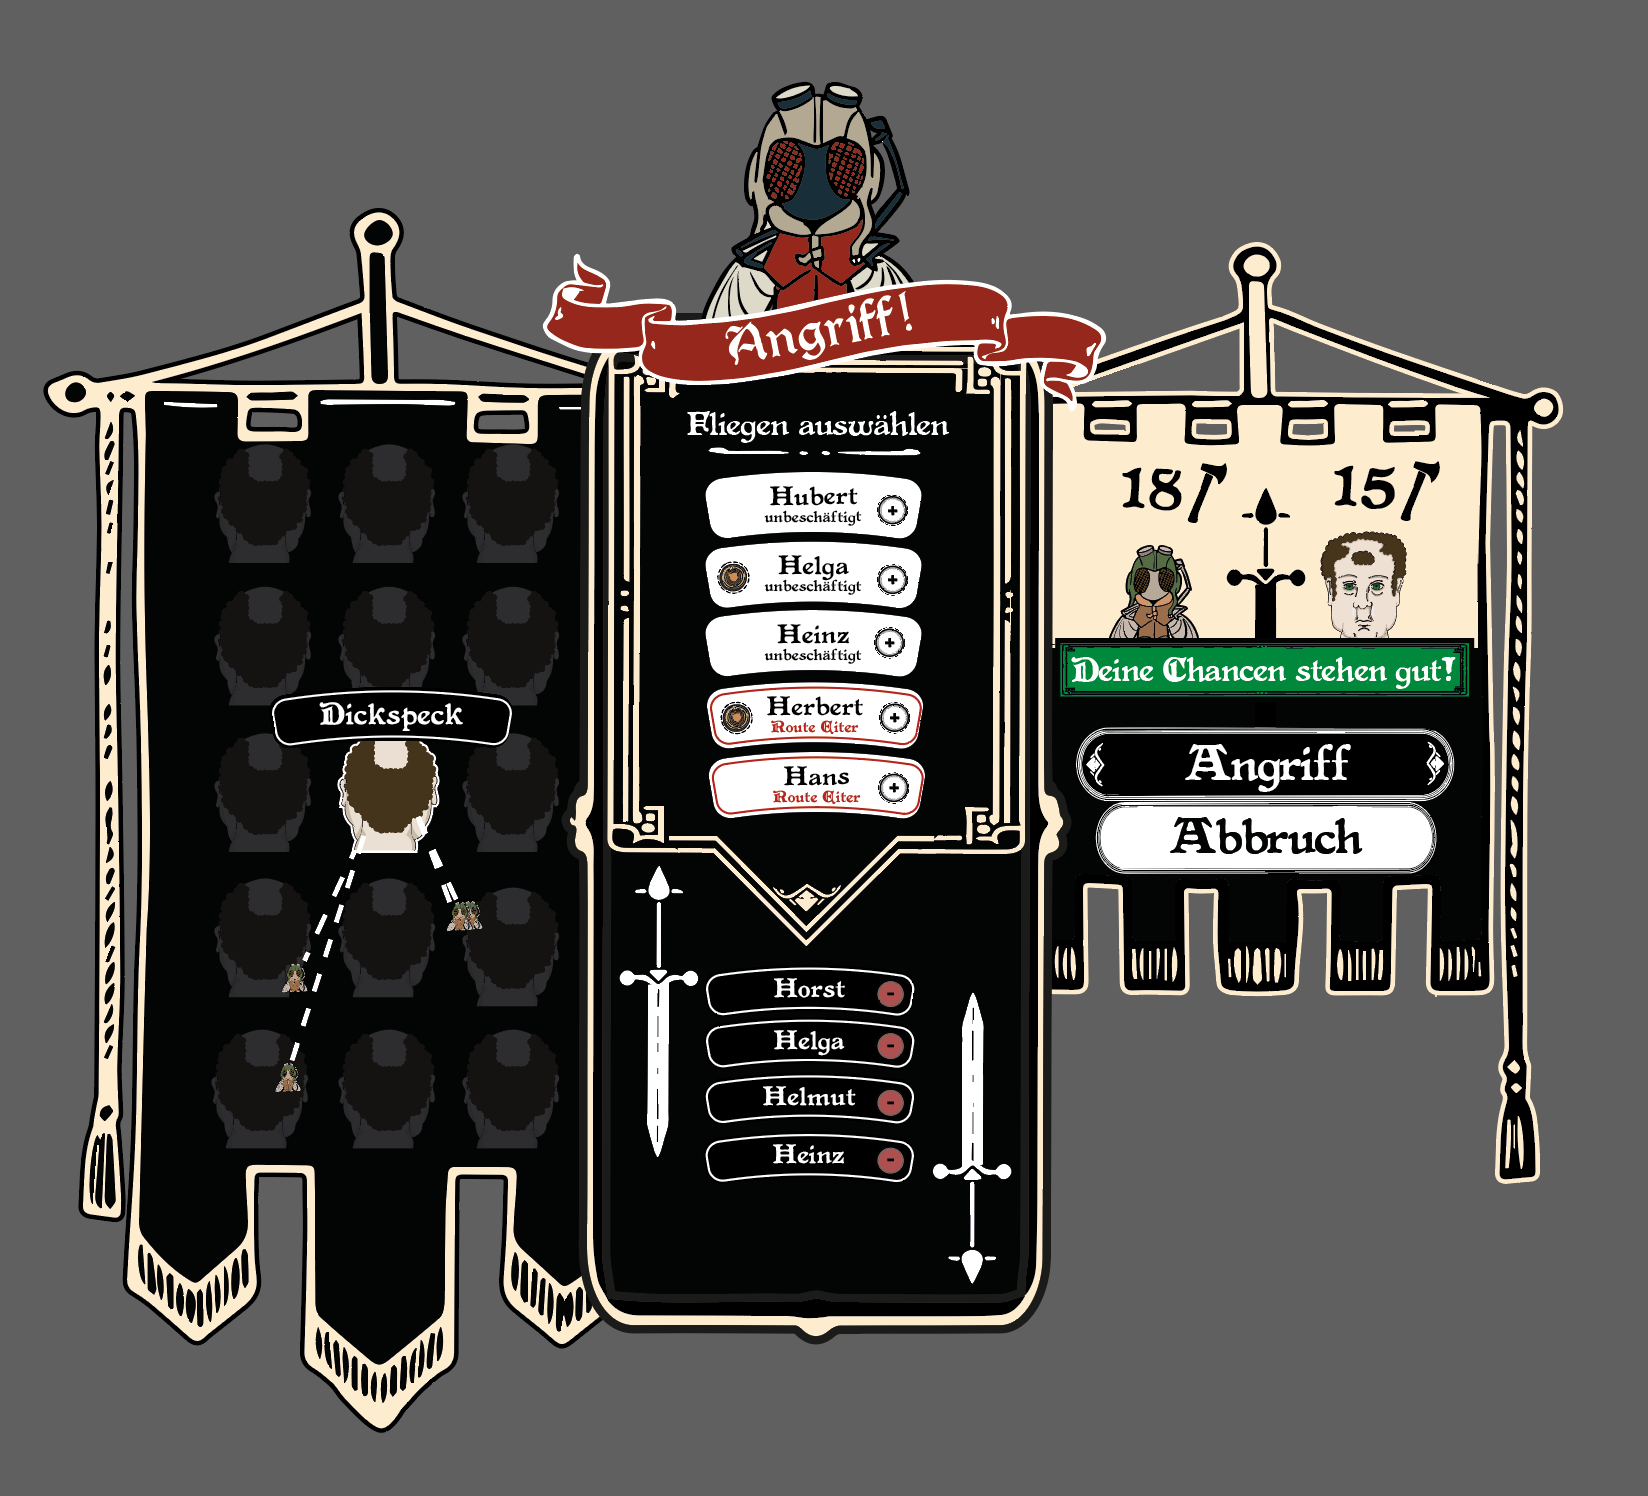 Angriff!
Fliegen auswählen
Hubert
unbeschäftigt
Helga
unbeschäftigt
Heinz
unbeschäftigt
Herbert
Route Eiter
Hans
Route Eiter
Horst
Helga
Helmut
Heinz
Dickspeck
18 15
Deine Chancen stehen gut!
Angriff
Abbruch